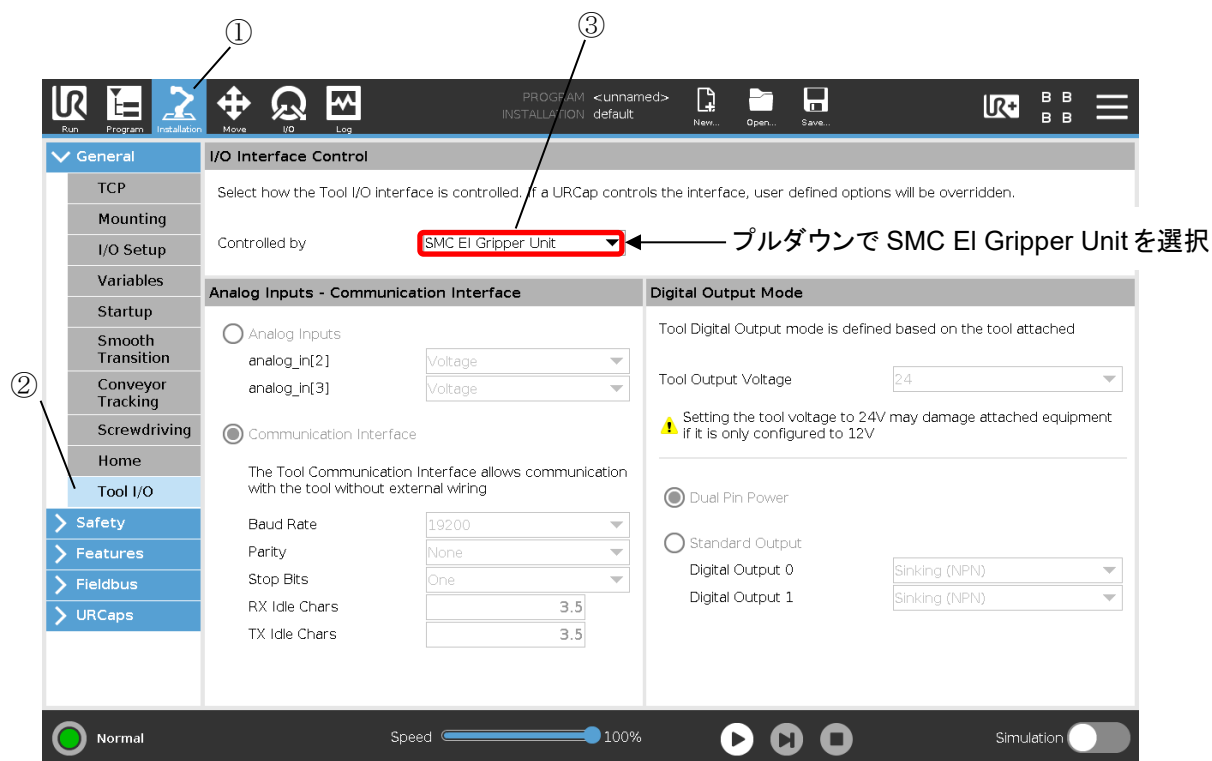 ①
③
UR
Run
Program
Installation
Move
I/O
Log
PROGRAM <unnamed>
INSTALLATION default
New...
Open...
Save...
UR+
B B
B B
General
TCP
Mounting
I/O Setup
Variables
Startup
Smooth
Transition
Conveyor
Tracking
②
Screwdriving
Home
Tool I/O
Safety
Features
Fieldbus
URCaps
I/O Interface Control
Select how the Tool I/O interface is controlled. If a URCap controls the interface, user defined options will be overridden.
Controlled by SMC EI Gripper Unit
プルダウンで SMC EI Gripper Unit を選択
Analog Inputs - Communication Interface
Analog Inputs
analog_in[2] Voltage
analog_in[3] Voltage
Communication Interface
The Tool Communication Interface allows communication
with the tool without external wiring
Baud Rate 19200
Parity None
Stop Bits One
RX Idle Chars 3.5
TX Idle Chars 3.5
Digital Output Mode
Tool Digital Output mode is defined based on the tool attached
Tool Output Voltage 24
Setting the tool voltage to 24V may damage attached equipment
if it is only configured to 12V
Dual Pin Power
Standard Output
Digital Output 0 Sinking (NPN)
Digital Output 1 Sinking (NPN)
Normal
Speed 100%
Simulation